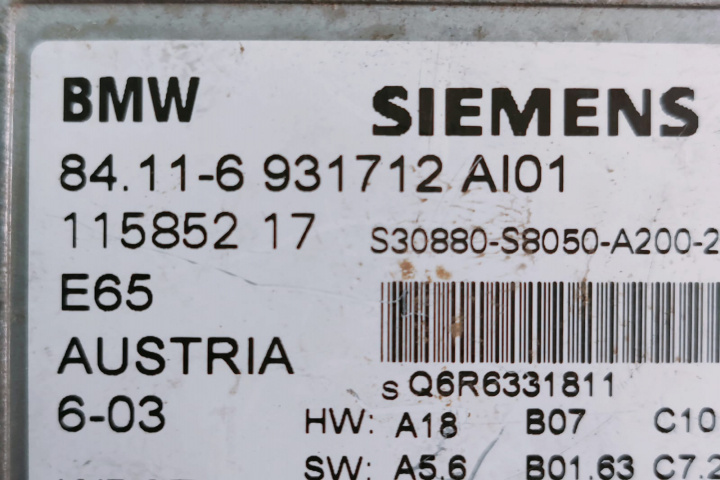 BMW SIEMENS
84.11-6 931712 AI01
115852 17 S30880-S8050-A200-2
E65
AUSTRIA
S Q6R6331811
6-03
HW: A18 B07 C10
SW: A5.6 B01.63 C7.2